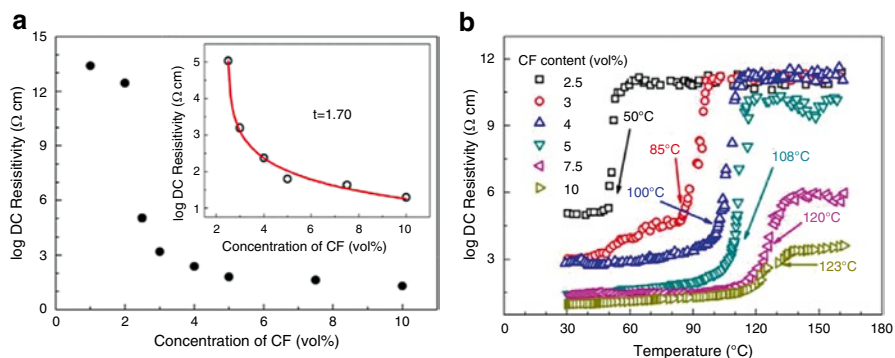 a
log DC Resisitivity (Ω cm)
15
12
9
6
3
0
0
2
4
6
8
10
Concentration of CF (vol%)
log DC Resistivity (Ω cm)
5
4
3
2
1
2
4
6
8
10
Concentration of CF (vol%)
t=1.70
b
log DC Resisitivity (Ω cm)
12
9
6
3
30
60
90
120
150
180
0
Temperature (°C)
CF content (vol%)
2.5
3
4
5
7.5
10
50°C
85°C
100°C
108°C
120°C
123°C